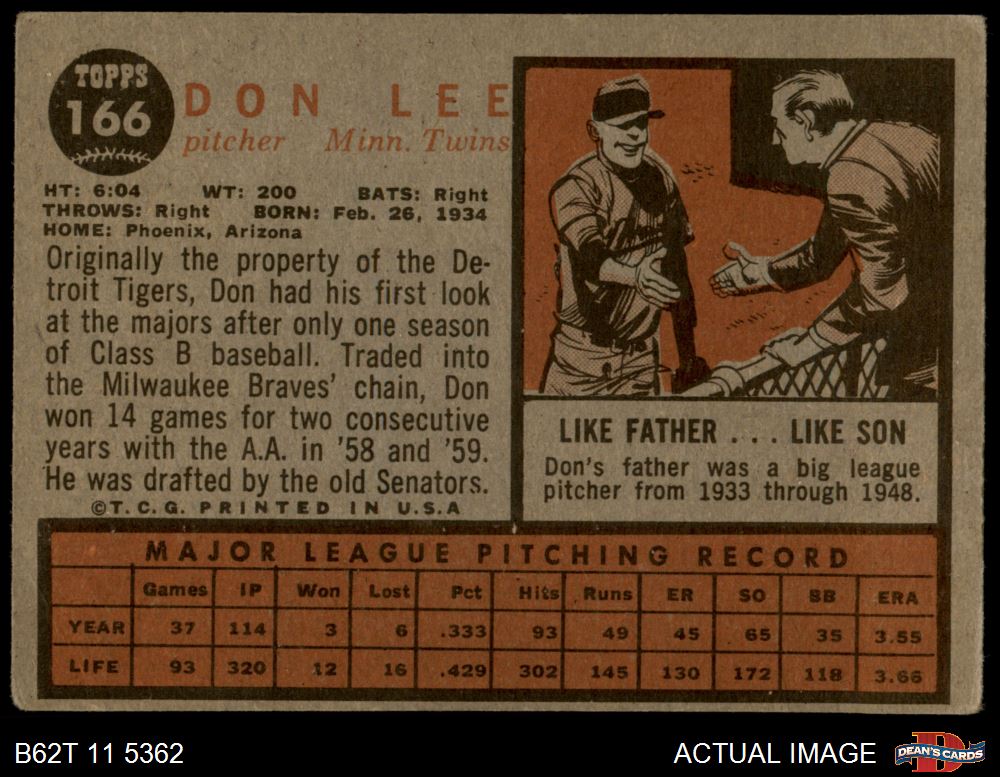 TOPPS
166
DON LEE
pitcher Minn. Twins
HT: 6:04 WT: 200 BATS: Right
THROWS: Right BORN: Feb. 26, 1934
HOME: Phoenix, Arizona
Originally the property of the De-
troit Tigers, Don had his first look
at the majors after only one season
of Class B baseball. Traded into
the Milwaukee Braves' chain, Don
won 14 games for two consecutive
years with the A.A. in '58 and '59.
He was drafted by the old Senators.
©T.C.G. PRINTED IN U.S.A
LIKE FATHER . . . LIKE SON
Don's father was a big league
pitcher from 1933 through 1948.
MAJOR LEAGUE PITCHING RECORD
Games IP Won Lost Pct Hits Runs ER SO BB ERA
YEAR 37 114 3 6 .333 93 49 45 65 35 3.55
LIFE 93 320 12 16 .429 302 145 130 172 118 3.66
B62T 11 5362 ACTUAL IMAGE
D
DEAN'S CARDS